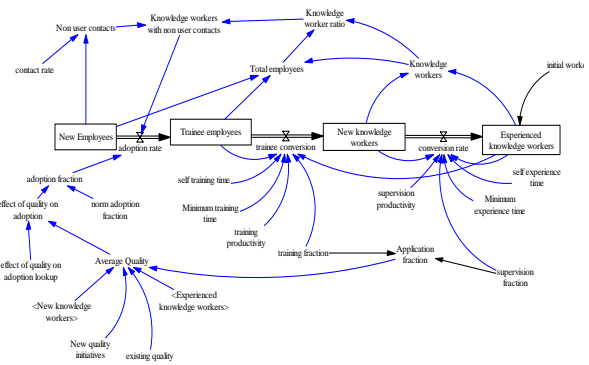 Non user contacts
Knowledge workers
with non user contacts
Knowledge
worker ratio
contact rate
Total employees
Knowledge
workers
initial worke
New Employees
adoption rate
Trainee employees
trainee conversion
New knowledge
workers
conversion rate
Experienced
knowledge workers
adoption fraction
self training time
self experience
time
effect of quality on
adoption
norm adoption
fraction
Minimum training
time
supervision
productivity
Minimum
experience time
training
productivity
effect of quality on
adoption lookup
Average Quality
training fraction
Application
fraction
supervision
fraction
<New knowledge
workers>
<Experienced
knowledge workers>
New quality
initiatives
existing quality